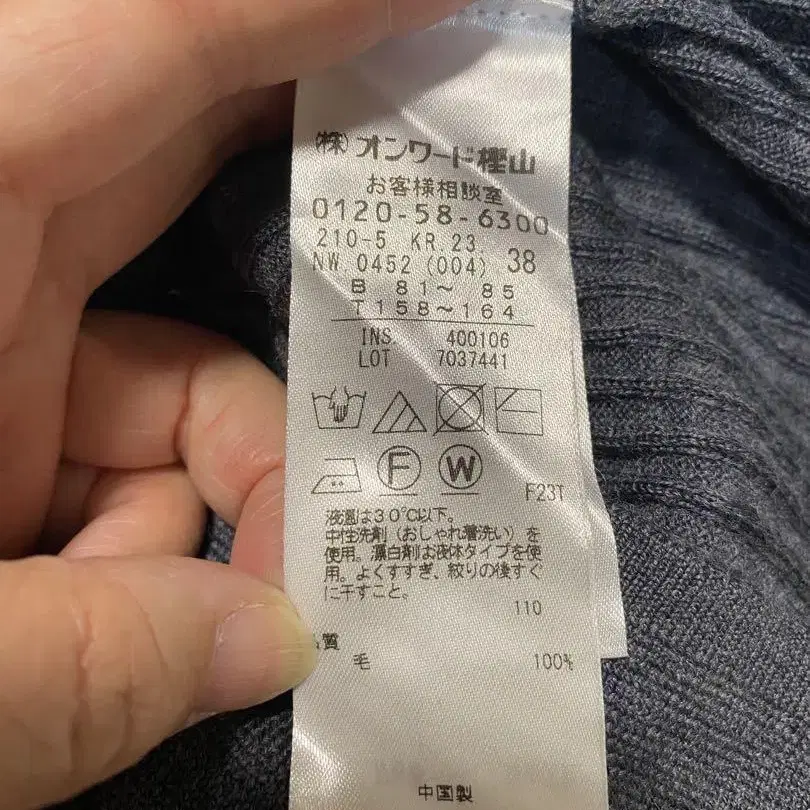 ㈱オンワード樫山
お客様相談室
0120-58-6300
210-5 KR.23.
NW 0452 (004) 38
B 81～ 85
T 158～164
INS. 400106
LOT 7037441
F W
F23T
液温は30℃以下。
中性洗剤(おしゃれ着洗い)を
使用。漂白剤は液体タイプを使
用。よくすすぎ、絞りの後すぐ
に干すこと。
110
品質
毛 100%
中国製